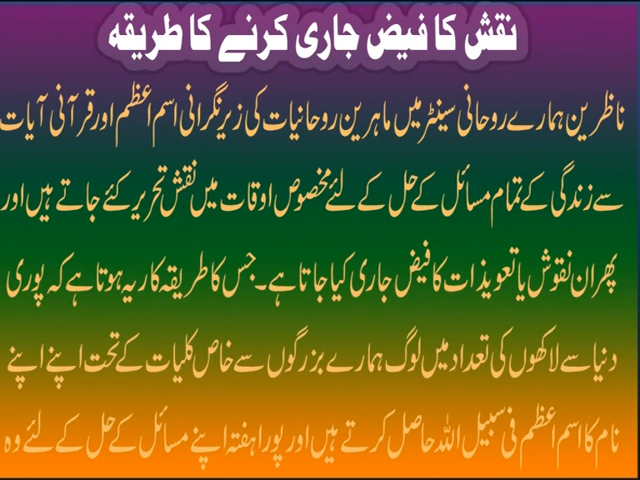 نقش کا فیض جاری کرنے کا طریقہ
ناظرین ہمارے روحانی سینٹر میں ماہرین روحانیات کی زیر نگرانی اسم اعظم اور قرآنی آیات
سے زندگی کے تمام مسائل کے حل کے لئے مخصوص اوقات میں نقش تحریر کئے جاتے ہیں اور
پھر ان نقوش یا تعویذات کا فیض جاری کیا جاتا ہے۔ جس کا طریقہ کار یہ ہوتا ہے کہ پوری
دنیا سے لاکھوں کی تعداد میں لوگ ہمارے بزرگوں سے خاص کلیات کے تحت اپنے اپنے
نام کا اسم اعظم فی سبیل اللہ حاصل کرتے ہیں اور پورا ہفتہ اپنے مسائل کے حل کے لئے وہ